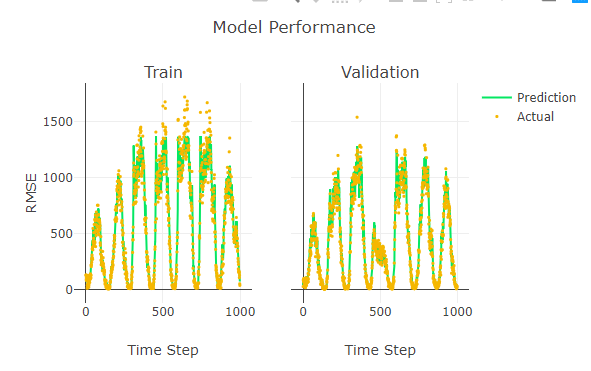 Model Performance
Train
Validation
Prediction
Actual
RMSE
1500
1000
500
0
0
500
1000
0
500
1000
Time Step
Time Step